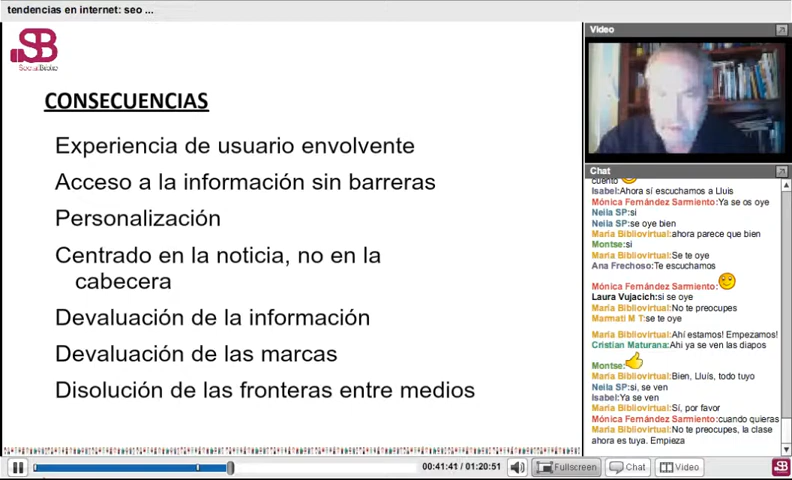 tendencias en internet: seo ...
SB
Social Biblio
CONSECUENCIAS
Experiencia de usuario envolvente
Acceso a la información sin barreras
Personalización
Centrado en la noticia, no en la
cabecera
Devaluación de la información
Devaluación de las marcas
Disolución de las fronteras entre medios
Video
Chat
cuento
Isabel:Ahora sí escuchamos a Lluis
Mónica Fernández Sarmiento:Ya se os oye
Neila SP:si
Neila SP:se oye bien
María Bibliovirtual:ahora parece que bien
Montse:si
María Bibliovirtual:Se te oye
Ana Frechoso:Te escuchamos
Mónica Fernández Sarmiento:
Laura Vujacich:si se oye
María Bibliovirtual:No te preocupes
Marmati M T:se te oye
María Bibliovirtual:Ahí estamos! Empezamos!
Cristian Maturana:Ahi ya se ven las diapos
Montse:
María Bibliovirtual:Bien, Lluís, todo tuyo
Neila SP:si, se ven
Isabel:Ya se ven
María Bibliovirtual:Sí, por favor
Mónica Fernández Sarmiento:cuando quieras
María Bibliovirtual:No te preocupes, la clase
ahora es tuya. Empieza
00:41:41 / 01:20:51
Fullscreen
Chat
Video
SB